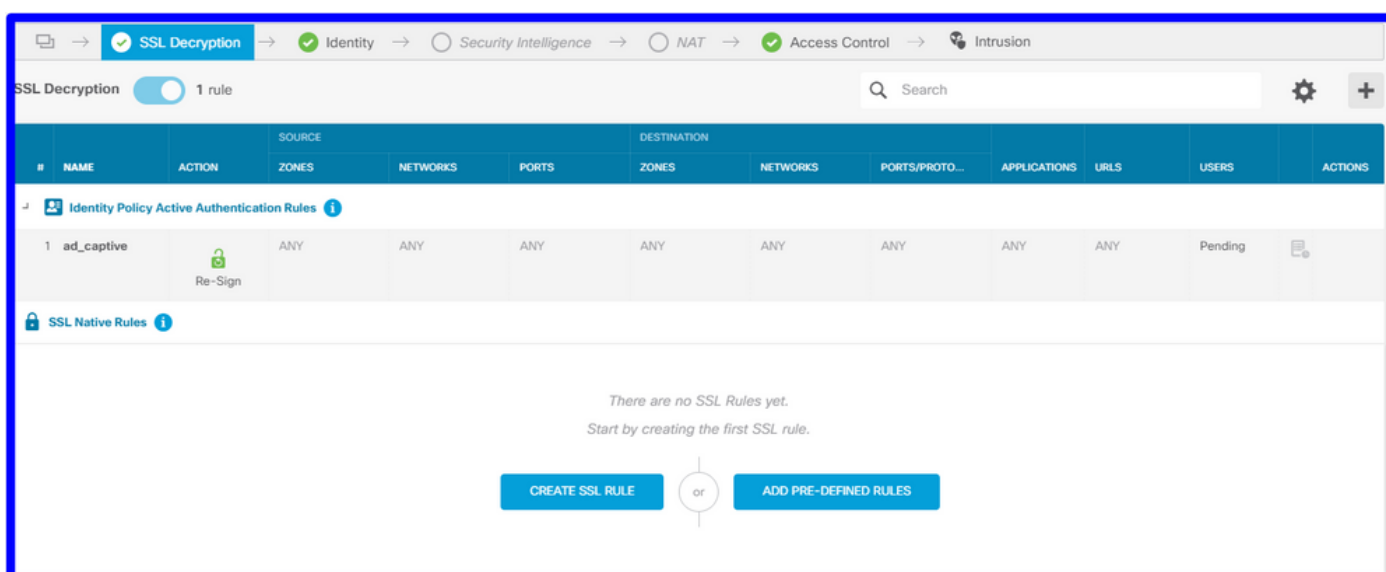 SSL Decryption Identity Security Intelligence NAT Access Control Intrusion
SSL Decryption 1 rule Search
SOURCE DESTINATION
# NAME ACTION ZONES NETWORKS PORTS ZONES NETWORKS PORTS/PROTO... APPLICATIONS URLS USERS ACTIONS
Identity Policy Active Authentication Rules
1 ad_captive ANY ANY ANY ANY ANY ANY ANY ANY Pending
Re-Sign
SSL Native Rules
There are no SSL Rules yet.
Start by creating the first SSL rule.
CREATE SSL RULE or ADD PRE-DEFINED RULES